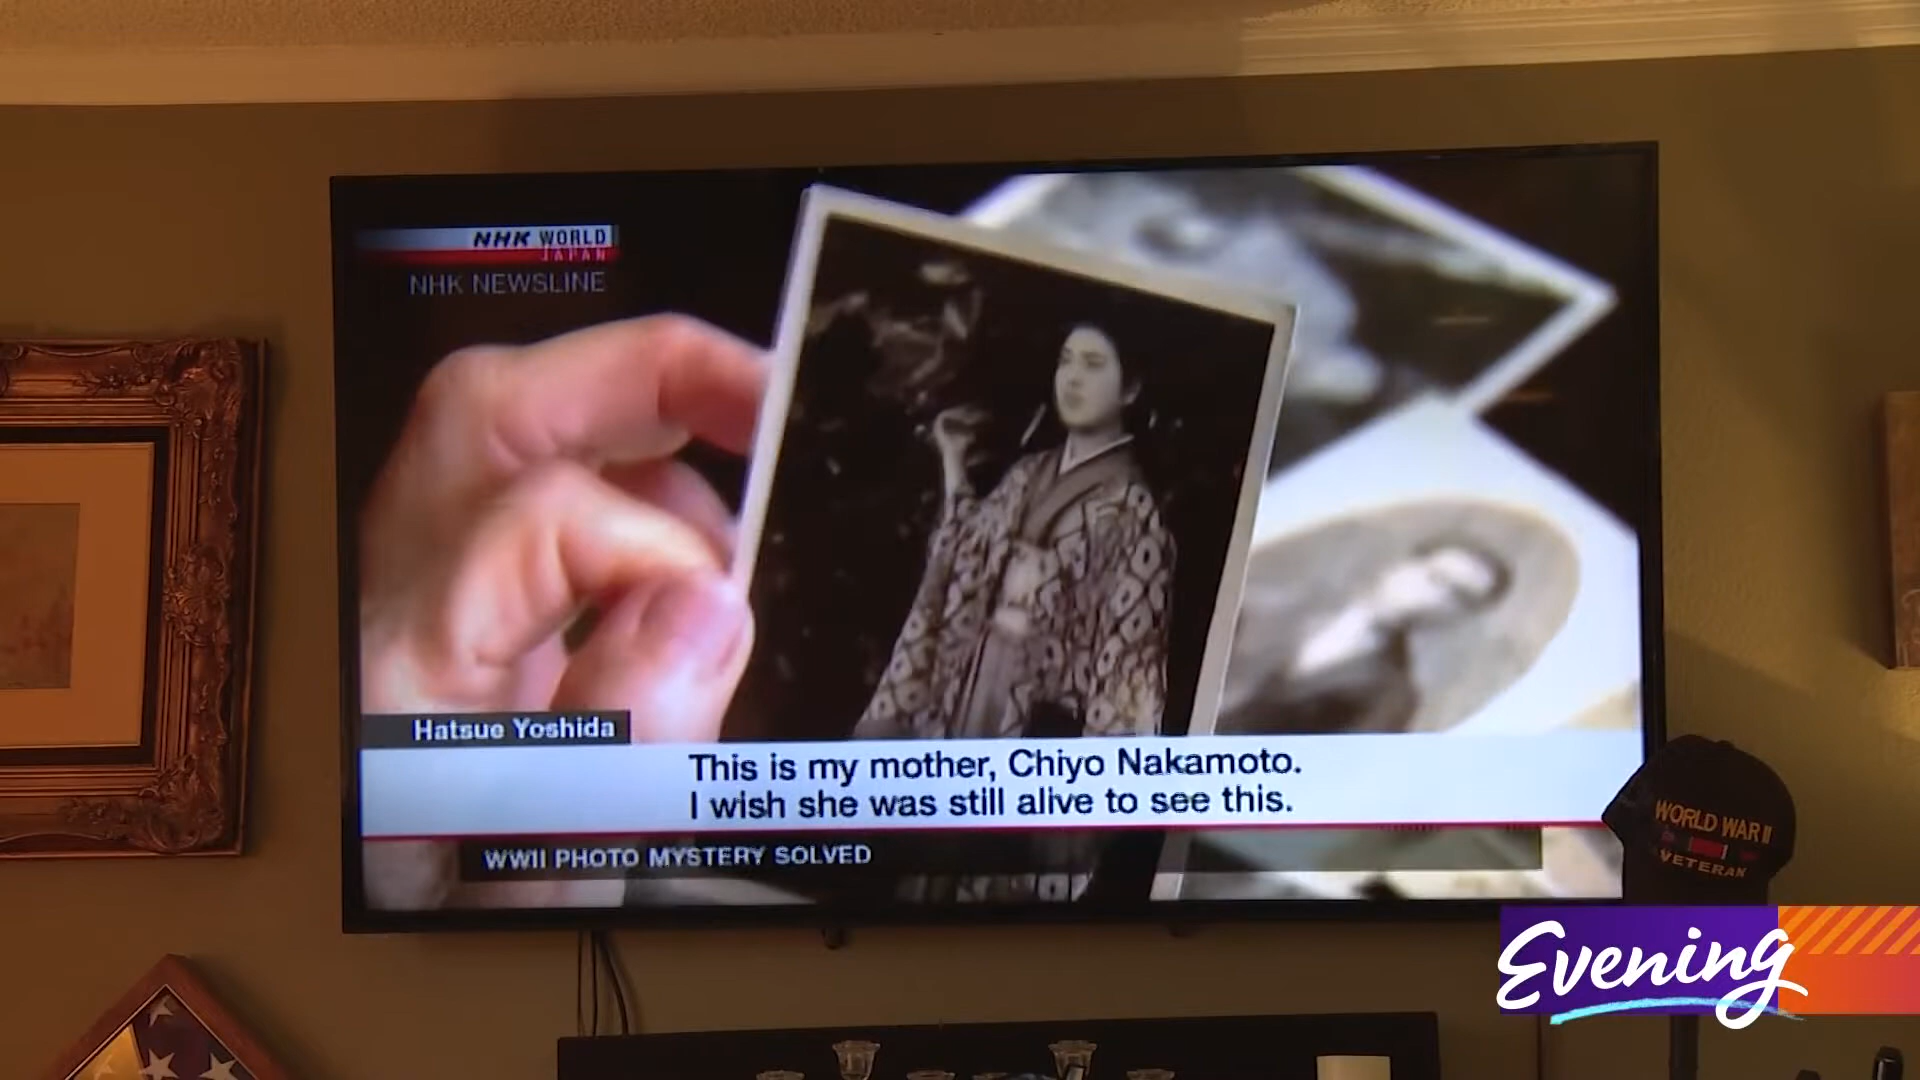 NHK WORLD
JAPAN
NHK NEWSLINE
Hatsue Yoshida
This is my mother, Chiyo Nakamoto.
I wish she was still alive to see this.
WWII PHOTO MYSTERY SOLVED
WORLD WAR II
VETERAN
Evening